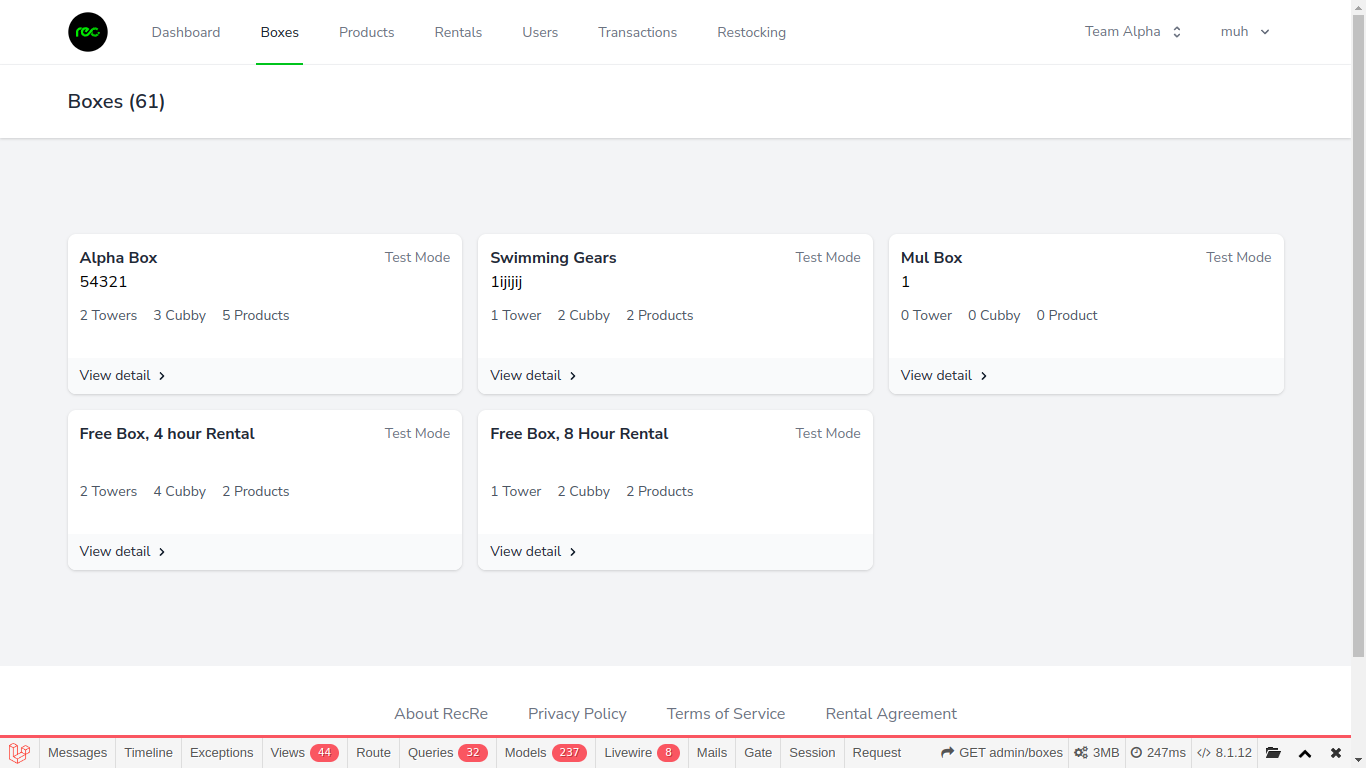 rec Dashboard Boxes Products Rentals Users Transactions Restocking Team Alpha muh
Boxes (61)
Alpha Box Test Mode
54321
2 Towers 3 Cubby 5 Products
View detail
Swimming Gears Test Mode
1ijijij
1 Tower 2 Cubby 2 Products
View detail
Mul Box Test Mode
1
0 Tower 0 Cubby 0 Product
View detail
Free Box, 4 hour Rental Test Mode
2 Towers 4 Cubby 2 Products
View detail
Free Box, 8 Hour Rental Test Mode
1 Tower 2 Cubby 2 Products
View detail
About RecRe Privacy Policy Terms of Service Rental Agreement
Messages Timeline Exceptions Views 44 Route Queries 32 Models 237 Livewire 8 Mails Gate Session Request GET admin/boxes 3MB 247ms </> 8.1.12